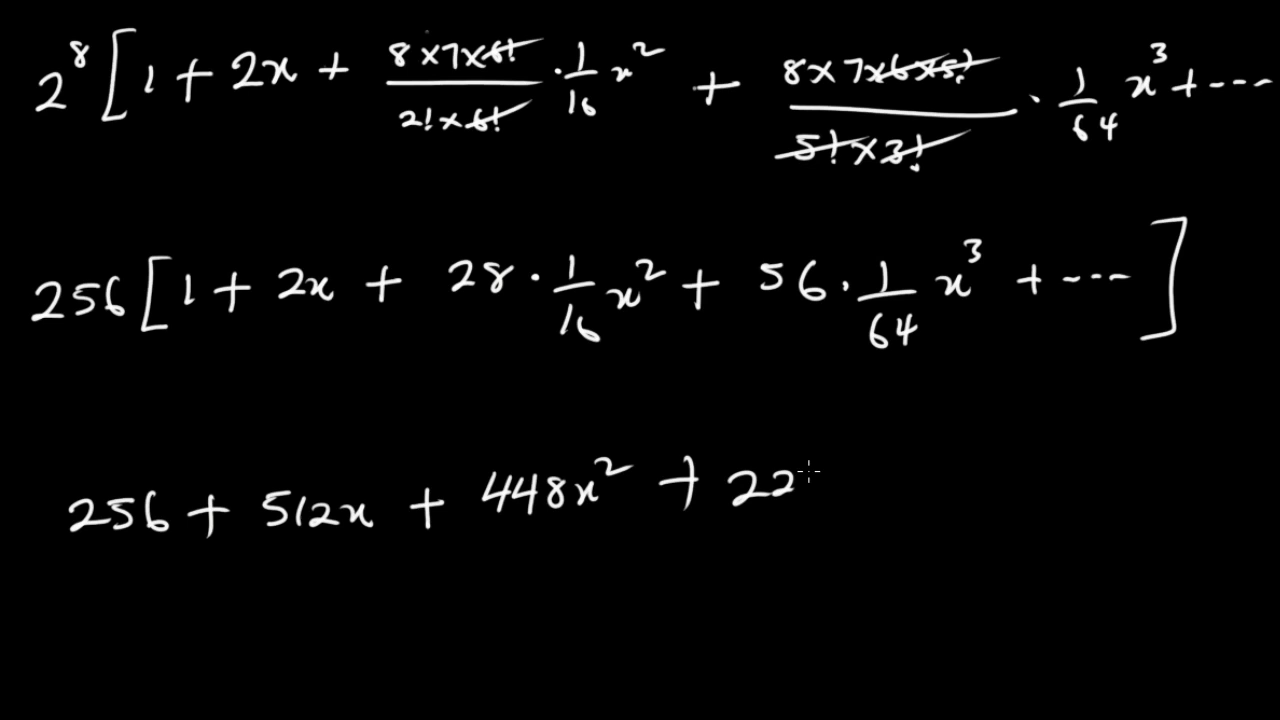 2^8 [ 1 + 2x + (8×7×6!)/(2!×6!) · 1/16 x^2 + (8×7×6×5!)/(5!×3!) · 1/64 x^3 + ---
256 [ 1 + 2x + 28 · 1/16 x^2 + 56 · 1/64 x^3 + --- ]
256 + 512x + 448x^2 + 22